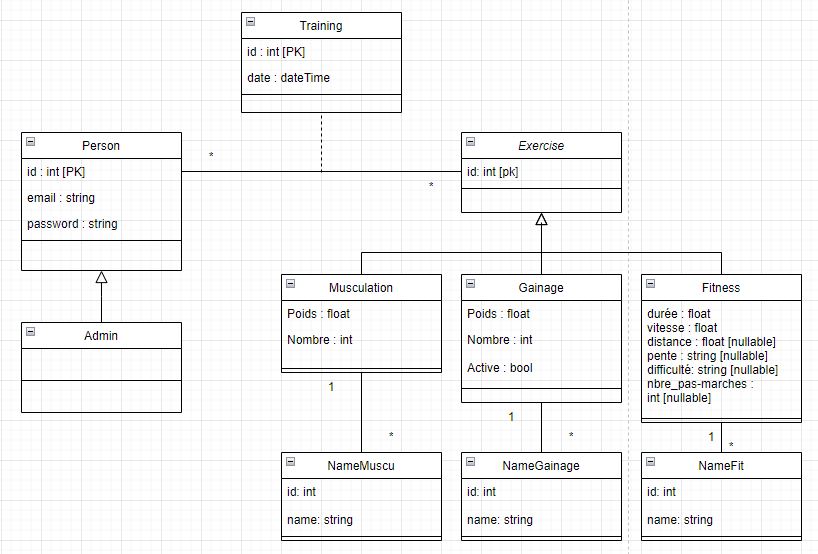 Training
id : int [PK]
date : dateTime
Person
id : int [PK]
email : string
password : string
*
*
Exercise
id: int [pk]
Admin
Musculation
Poids : float
Nombre : int
Gainage
Poids : float
Nombre : int
Active : bool
Fitness
durée : float
vitesse : float
distance : float [nullable]
pente : string [nullable]
difficulté: string [nullable]
nbre_pas-marches :
int [nullable]
1
*
1
*
1
*
NameMuscu
id: int
name: string
NameGainage
id: int
name: string
NameFit
id: int
name: string